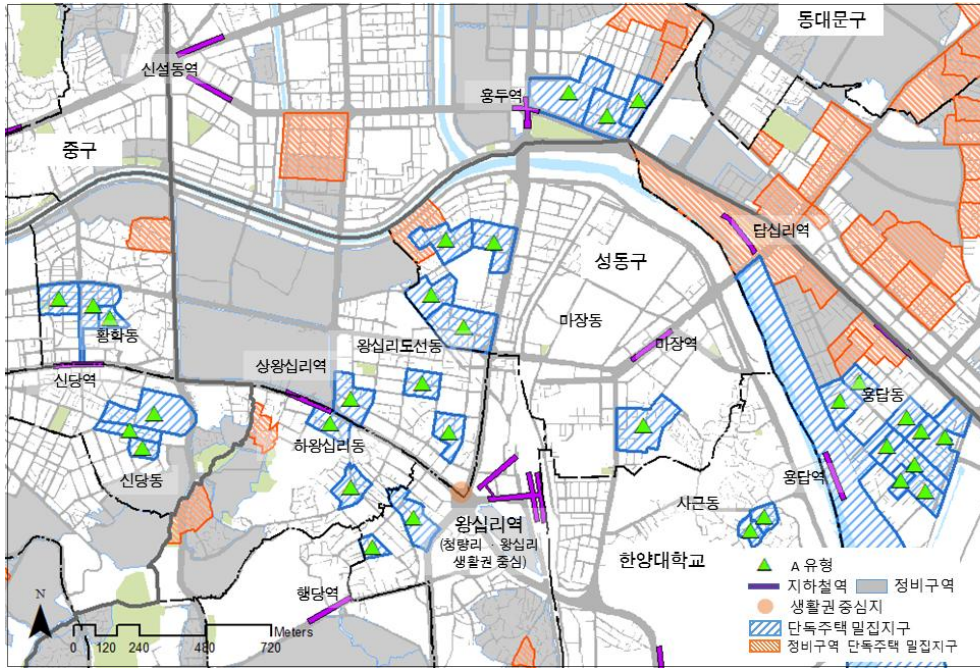 동대문구
신설동역
용두역
중구
답십리역
성동구
마장동
황학동
왕십리도선동
마장역
상왕십리역
신당역
용답동
하왕십리동
신당동
용답역
사근동
왕십리역
(청량리 · 왕십리
생활권 중심)
한양대학교
행당역
N
0 120 240 480 720
Meters
A 유형
지하철역 정비구역
생활권 중심지
단독주택 밀집지구
정비구역 단독주택 밀집지구